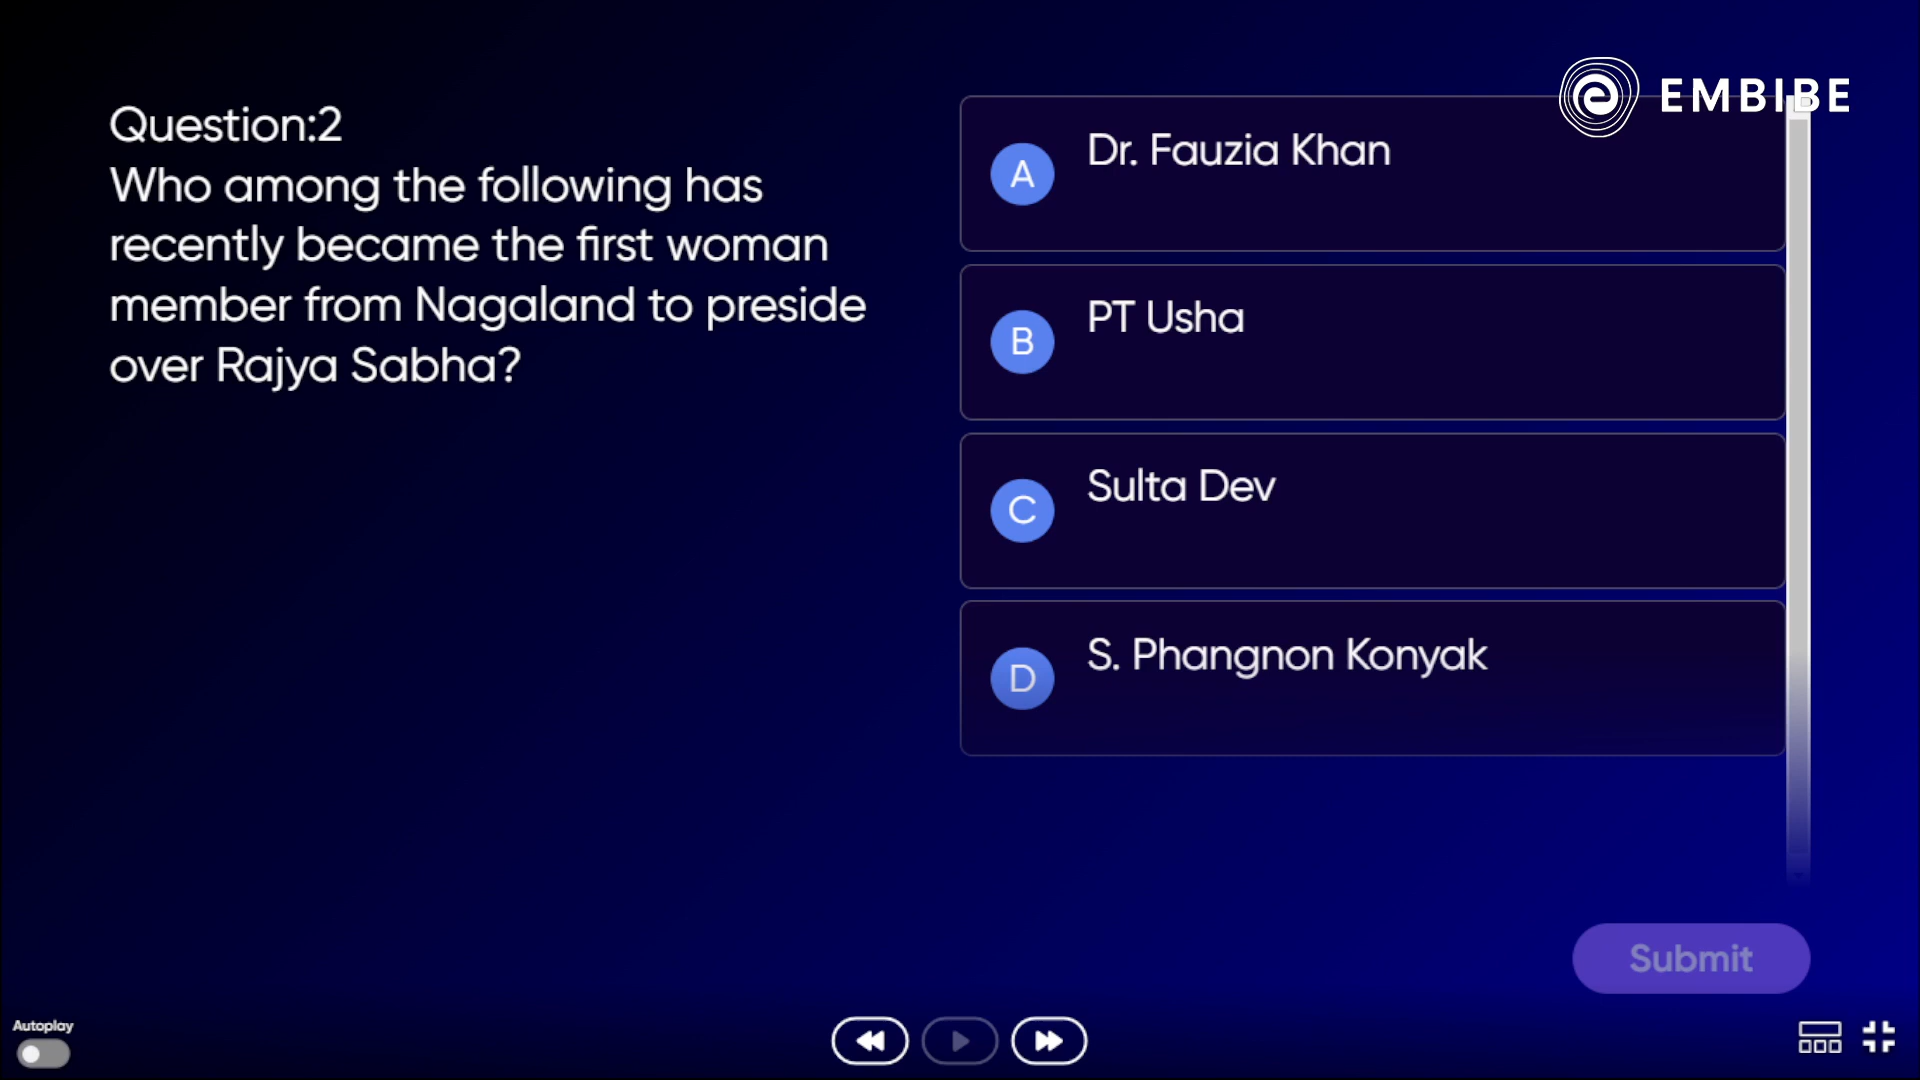 EMBIBE
Question:2
Who among the following has
recently became the first woman
member from Nagaland to preside
over Rajya Sabha?
A Dr. Fauzia Khan
B PT Usha
C Sulta Dev
D S. Phangnon Konyak
Submit
Autoplay